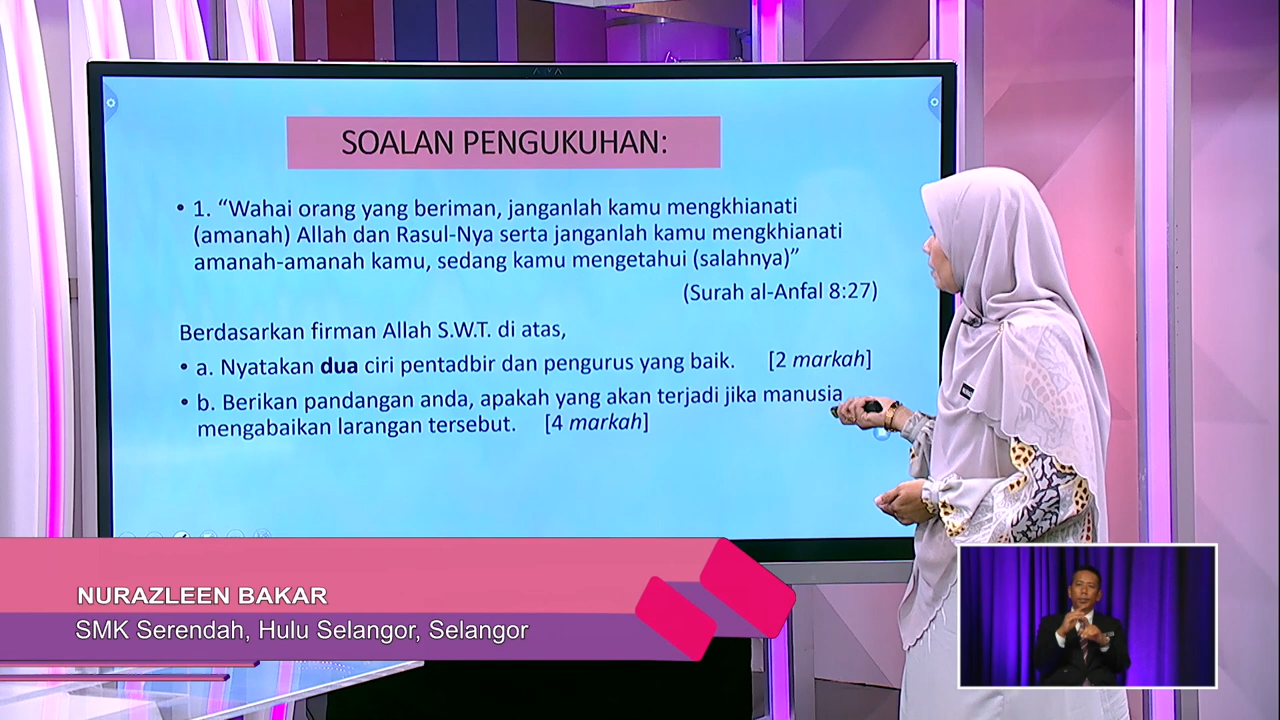 SOALAN PENGUKUHAN:
• 1. “Wahai orang yang beriman, janganlah kamu mengkhianati
(amanah) Allah dan Rasul-Nya serta janganlah kamu mengkhianati
amanah-amanah kamu, sedang kamu mengetahui (salahnya)”
(Surah al-Anfal 8:27)
Berdasarkan firman Allah S.W.T. di atas,
• a. Nyatakan dua ciri pentadbir dan pengurus yang baik. [2 markah]
• b. Berikan pandangan anda, apakah yang akan terjadi jika manusia
mengabaikan larangan tersebut. [4 markah]
NURAZLEEN BAKAR
SMK Serendah, Hulu Selangor, Selangor